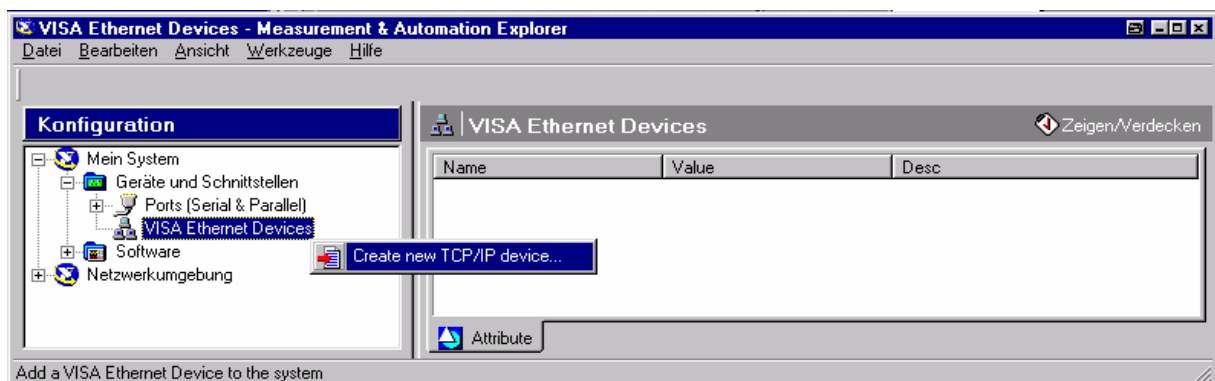 VISA Ethernet Devices - Measurement & Automation Explorer
Datei Bearbeiten Ansicht Werkzeuge Hilfe
Konfiguration
Mein System
Geräte und Schnittstellen
Ports (Serial & Parallel)
VISA Ethernet Devices
Software
Netzwerkumgebung
Create new TCP/IP device...
VISA Ethernet Devices
Zeigen/Verdecken
Name Value Desc
Attribute
Add a VISA Ethernet Device to the system